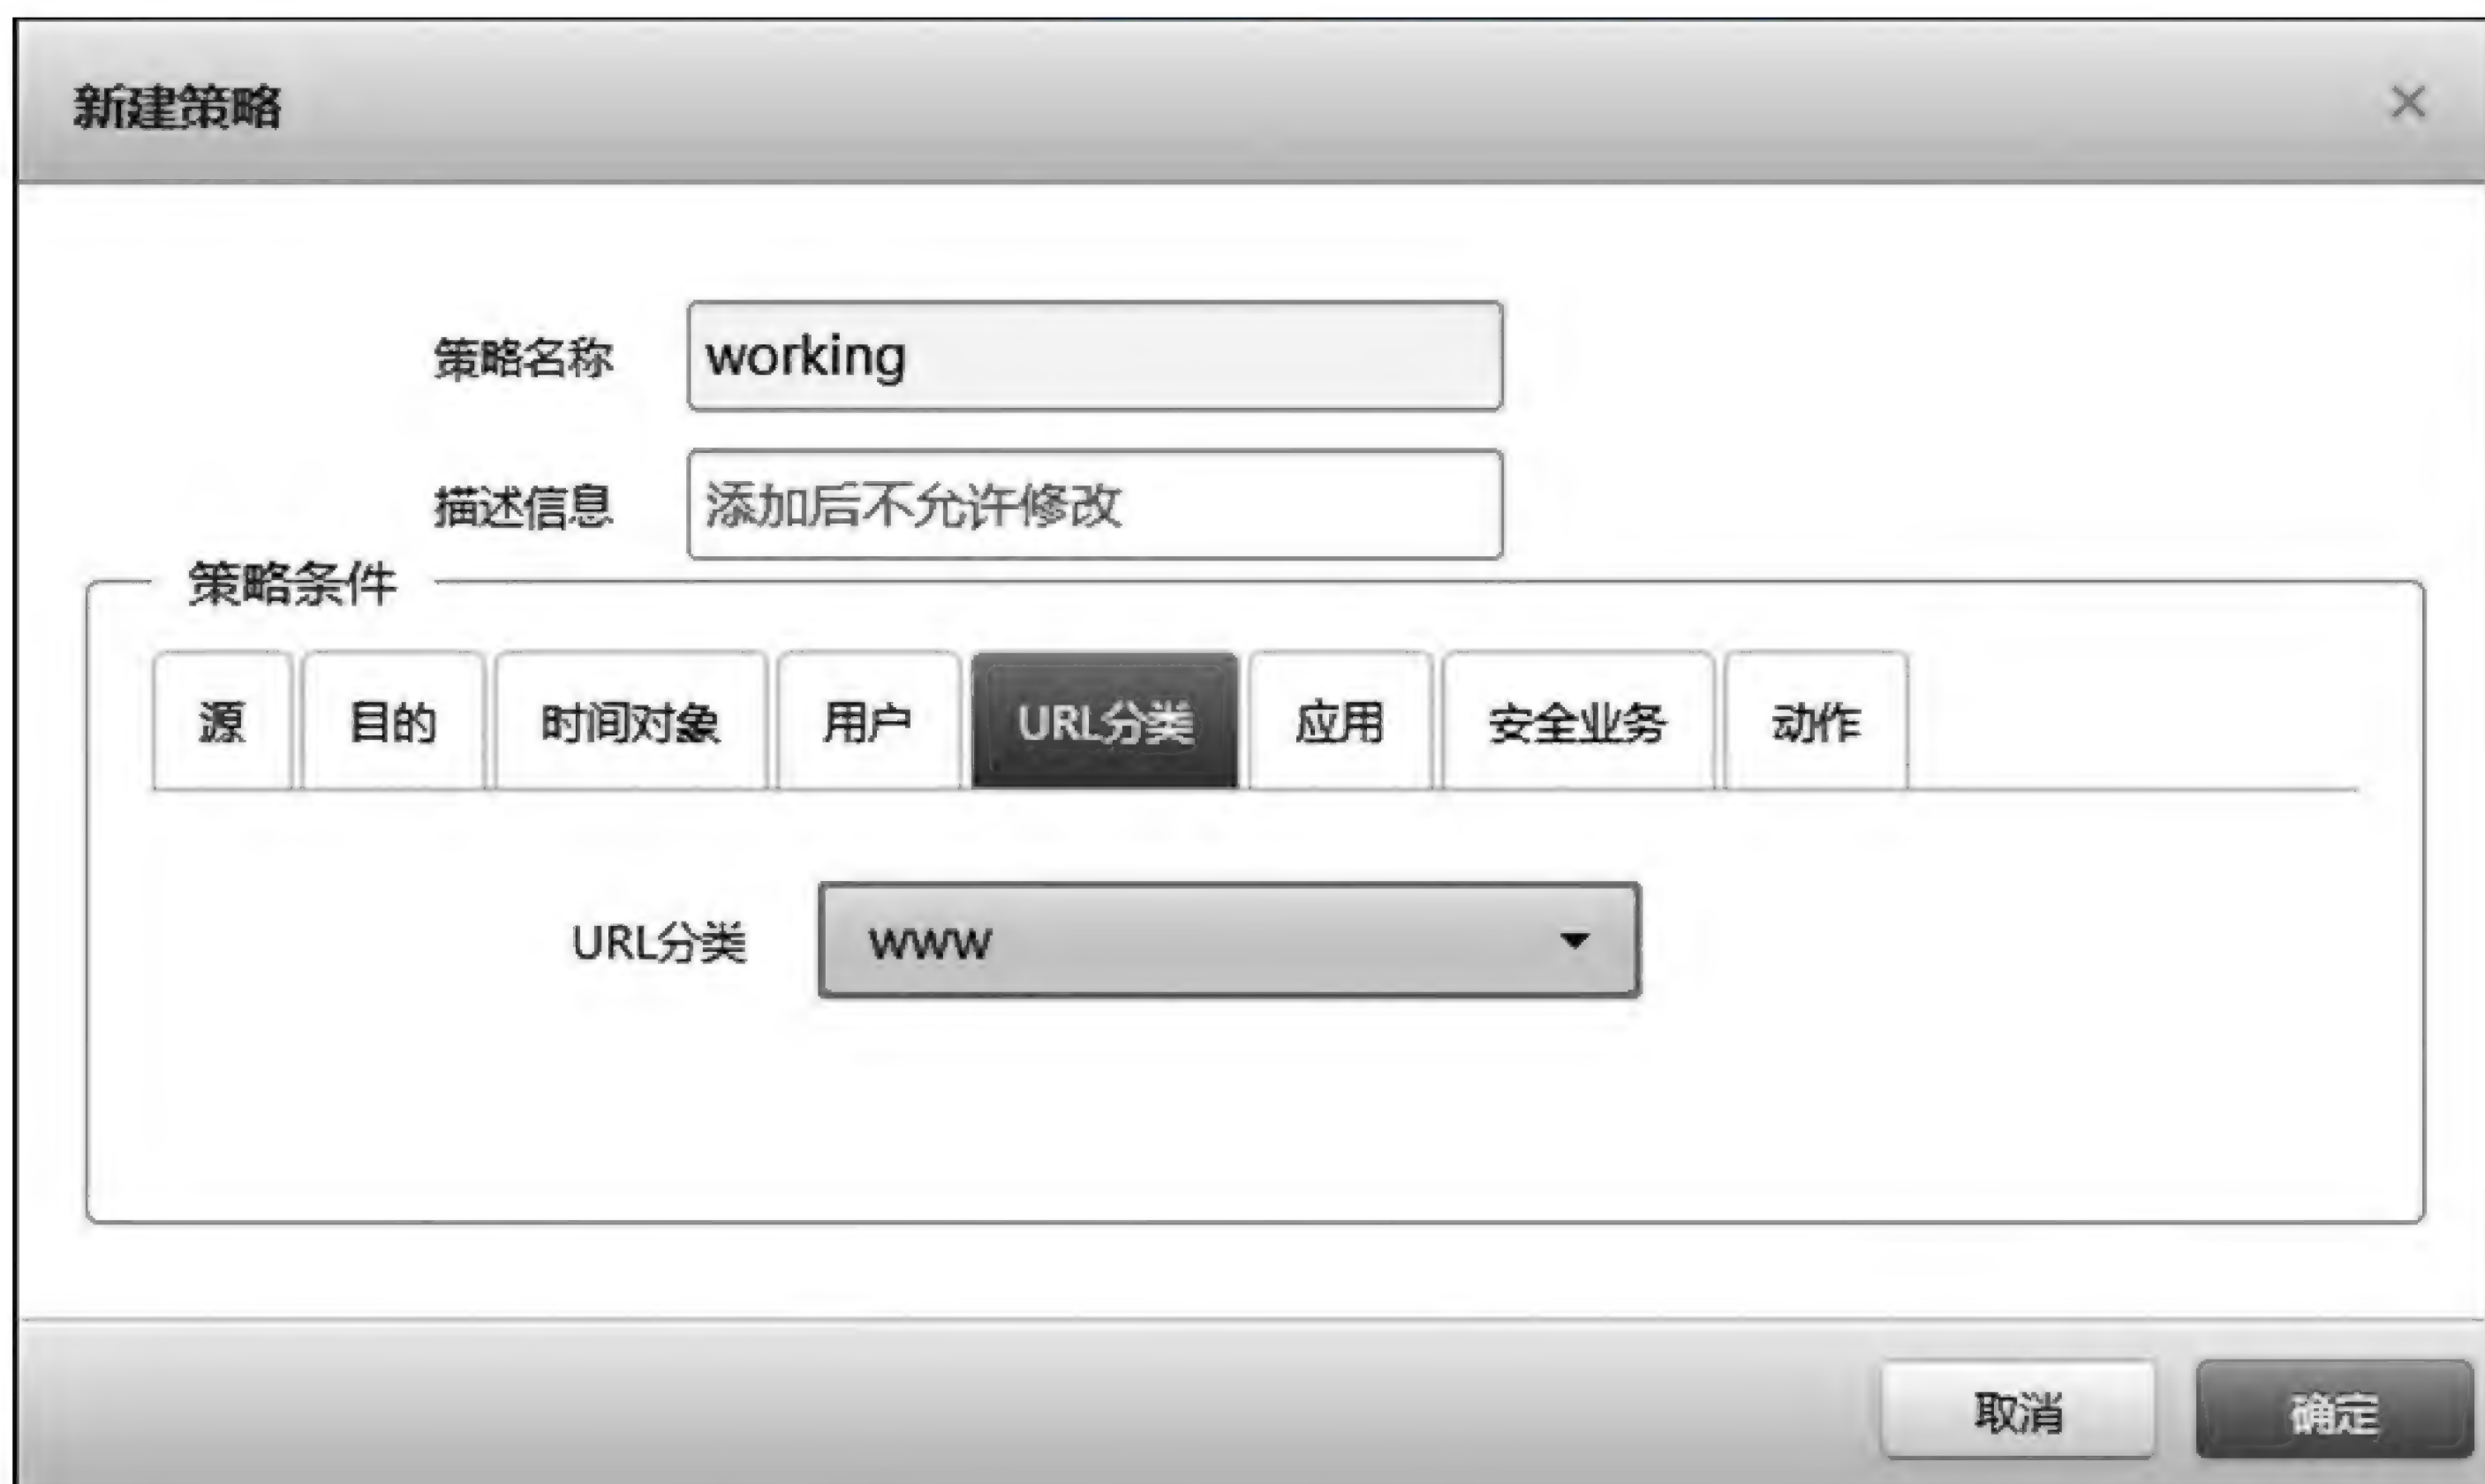 新建策略
策略名称 working
描述信息 添加后不允许修改
策略条件
源 目的 时间对象 用户 URL分类 应用 安全业务 动作
URL分类 www
取消 确定